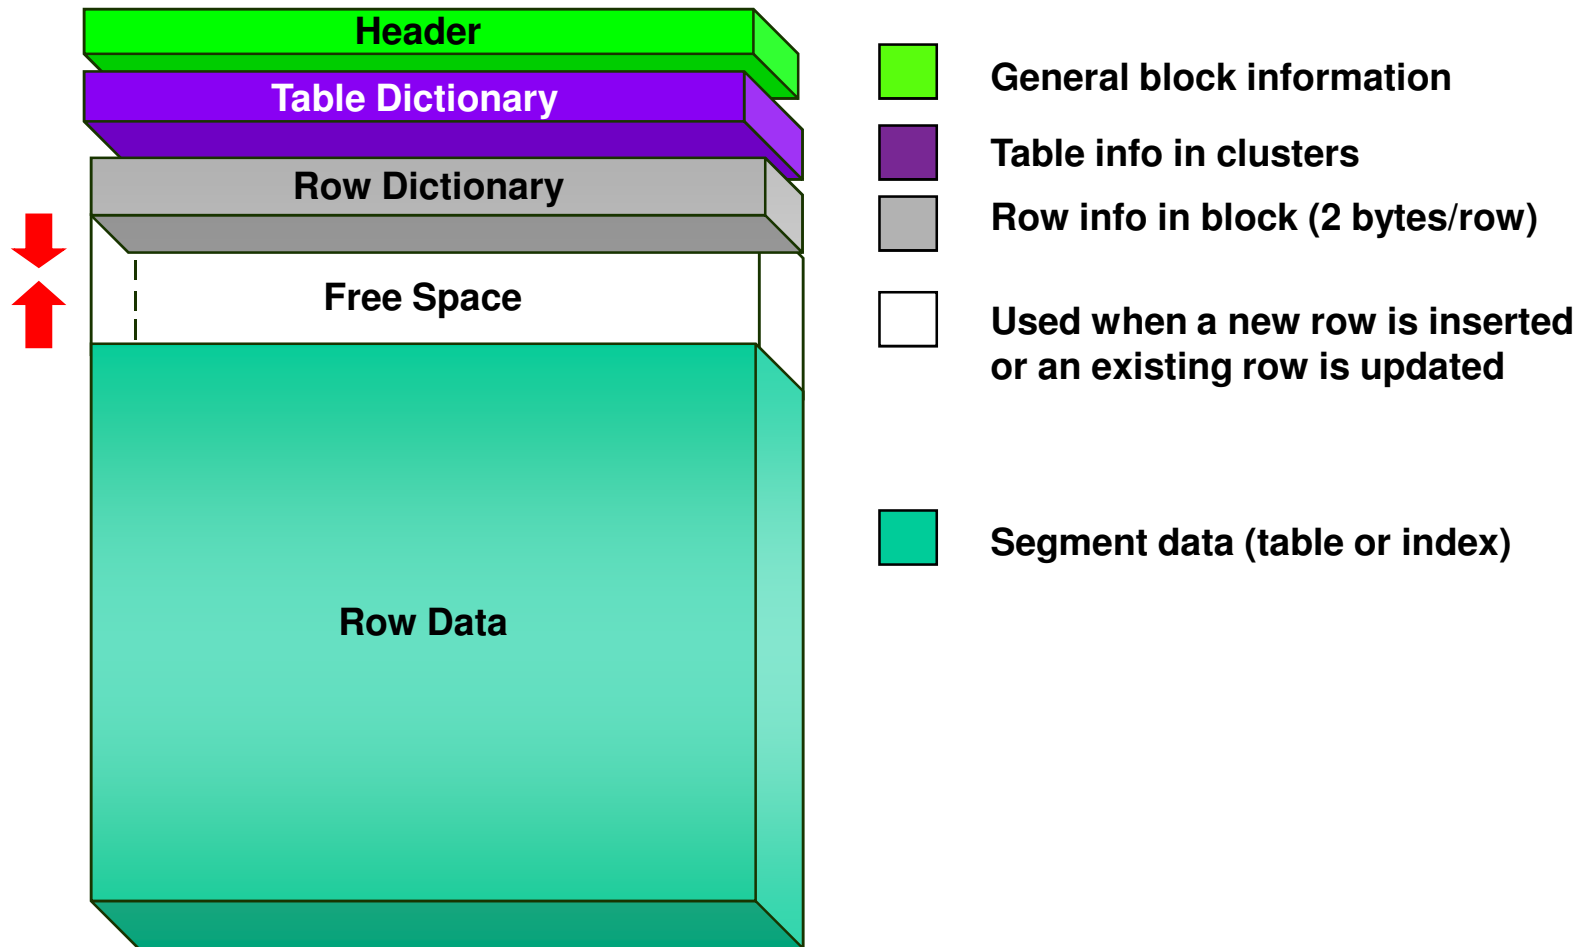 Header
Table Dictionary
Row Dictionary
Free Space
Row Data
General block information
Table info in clusters
Row info in block (2 bytes/row)
Used when a new row is inserted
or an existing row is updated
Segment data (table or index)